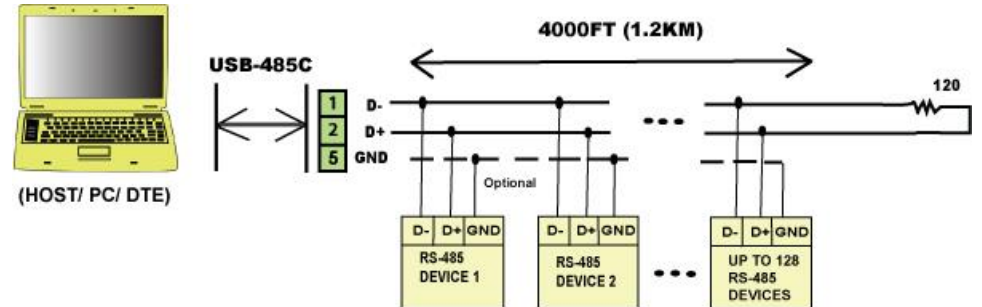 4000FT (1.2KM)
USB-485C
120
1 D-
2 D+
5 GND
Optional
(HOST/ PC/ DTE)
D- D+ GND
RS-485
DEVICE 1
D- D+ GND
RS-485
DEVICE 2
D- D+ GND
UP TO 128
RS-485
DEVICES